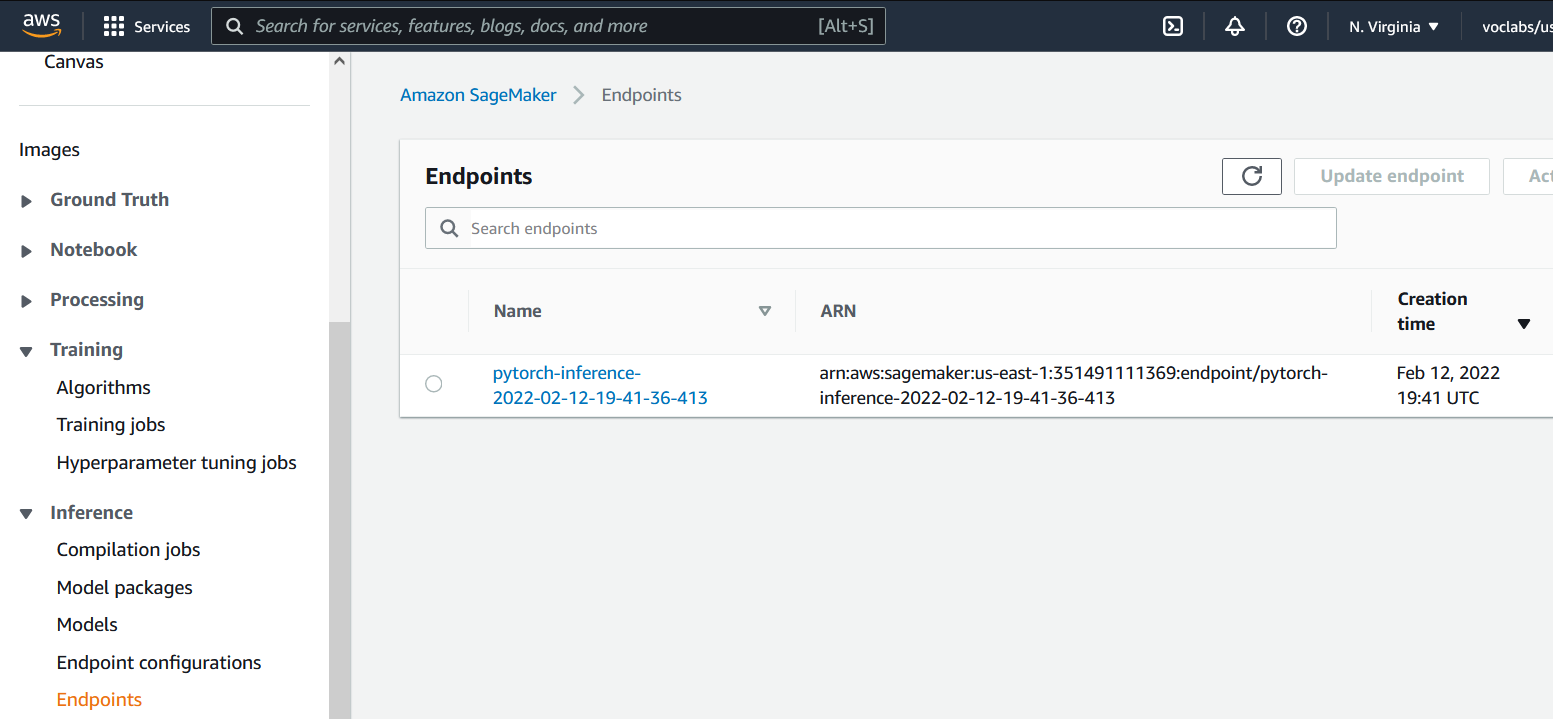 aws
Services
Search for services, features, blogs, docs, and more
[Alt+S]
N. Virginia
voclabs/us
Canvas
Images
Ground Truth
Notebook
Processing
Training
Algorithms
Training jobs
Hyperparameter tuning jobs
Inference
Compilation jobs
Model packages
Models
Endpoint configurations
Endpoints
Amazon SageMaker
Endpoints
Endpoints
Update endpoint
Act
Search endpoints
Name
ARN
Creation
time
pytorch-inference-
2022-02-12-19-41-36-413
arn:aws:sagemaker:us-east-1:351491111369:endpoint/pytorch-
inference-2022-02-12-19-41-36-413
Feb 12, 2022
19:41 UTC